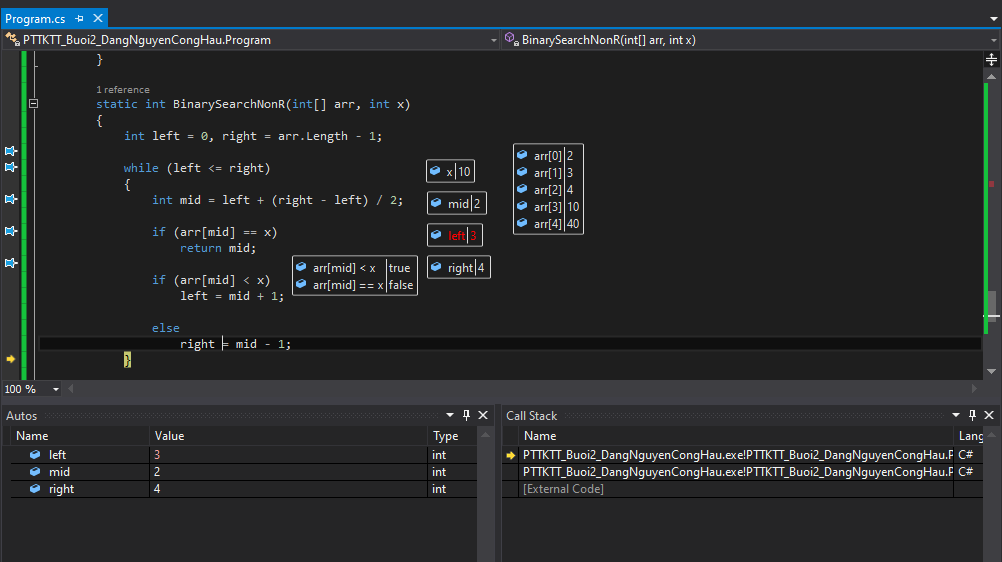 Program.cs
PTTKTT_Buoi2_DangNguyenCongHau.Program
BinarySearchNonR(int[] arr, int x)
}
1 reference
static int BinarySearchNonR(int[] arr, int x)
{
int left = 0, right = arr.Length - 1;
while (left <= right)
{
int mid = left + (right - left) / 2;
if (arr[mid] == x)
return mid;
if (arr[mid] < x)
left = mid + 1;
else
right = mid - 1;
}
x 10
mid 2
left 3
right 4
arr[mid] < x true
arr[mid] == x false
arr[0] 2
arr[1] 3
arr[2] 4
arr[3] 10
arr[4] 40
100 %
Autos
Name Value Type
left 3 int
mid 2 int
right 4 int
Call Stack
Name Lang
PTTKTT_Buoi2_DangNguyenCongHau.exe!PTTKTT_Buoi2_DangNguyenCongHau.P C#
PTTKTT_Buoi2_DangNguyenCongHau.exe!PTTKTT_Buoi2_DangNguyenCongHau.P C#
[External Code]